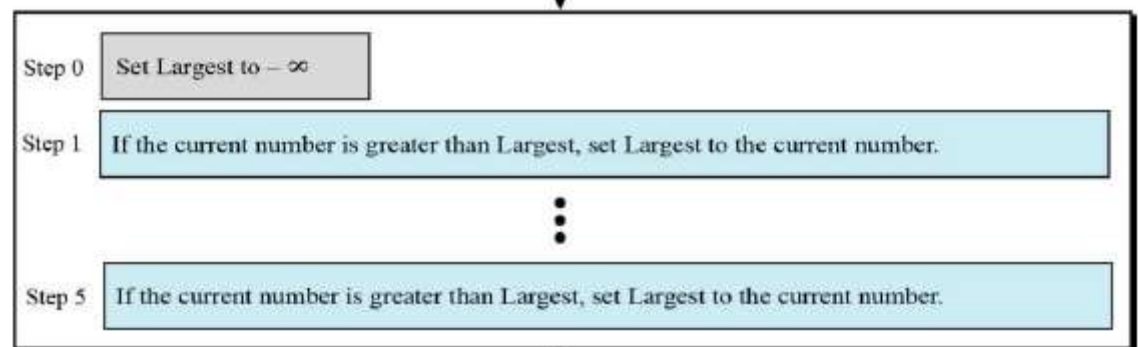 Step 0 Set Largest to – ∞
Step 1 If the current number is greater than Largest, set Largest to the current number.
Step 5 If the current number is greater than Largest, set Largest to the current number.